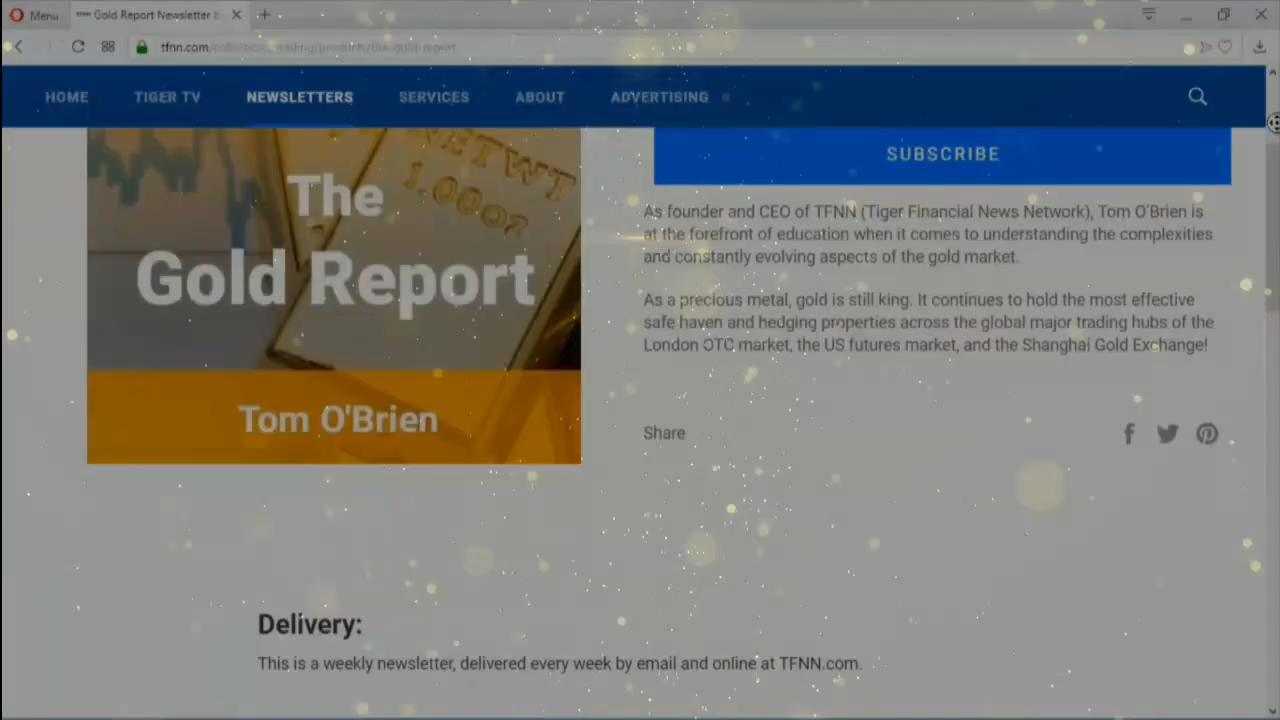 Menu
Gold Report Newsletter
tfnn.com/
HOME
TIGER TV
NEWSLETTERS
SERVICES
ABOUT
ADVERTISING
NETWT
1.000Z
The
Gold Report
Tom O'Brien
SUBSCRIBE
As founder and CEO of TFNN (Tiger Financial News Network), Tom O'Brien is
at the forefront of education when it comes to understanding the complexities
and constantly evolving aspects of the gold market.
As a precious metal, gold is still king. It continues to hold the most effective
safe haven and hedging properties across the global major trading hubs of the
London OTC market, the US futures market, and the Shanghai Gold Exchange!
Share
Delivery:
This is a weekly newsletter, delivered every week by email and online at TFNN.com.